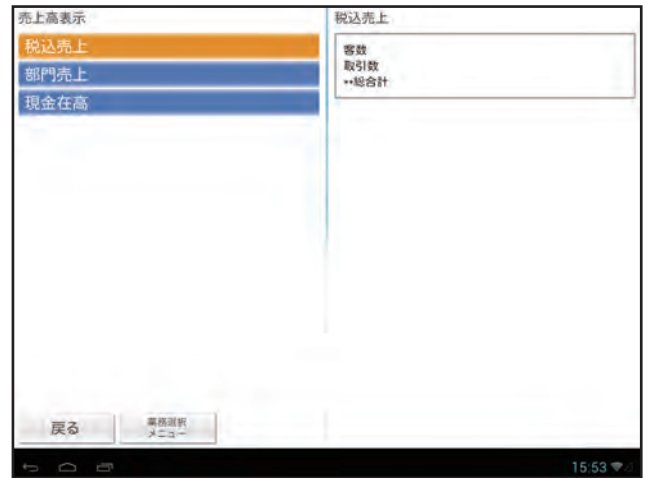 売上高表示
税込売上
部門売上
現金在高
税込売上
客数
取引数
**総合計
戻る
業務選択
メニュー
15:53